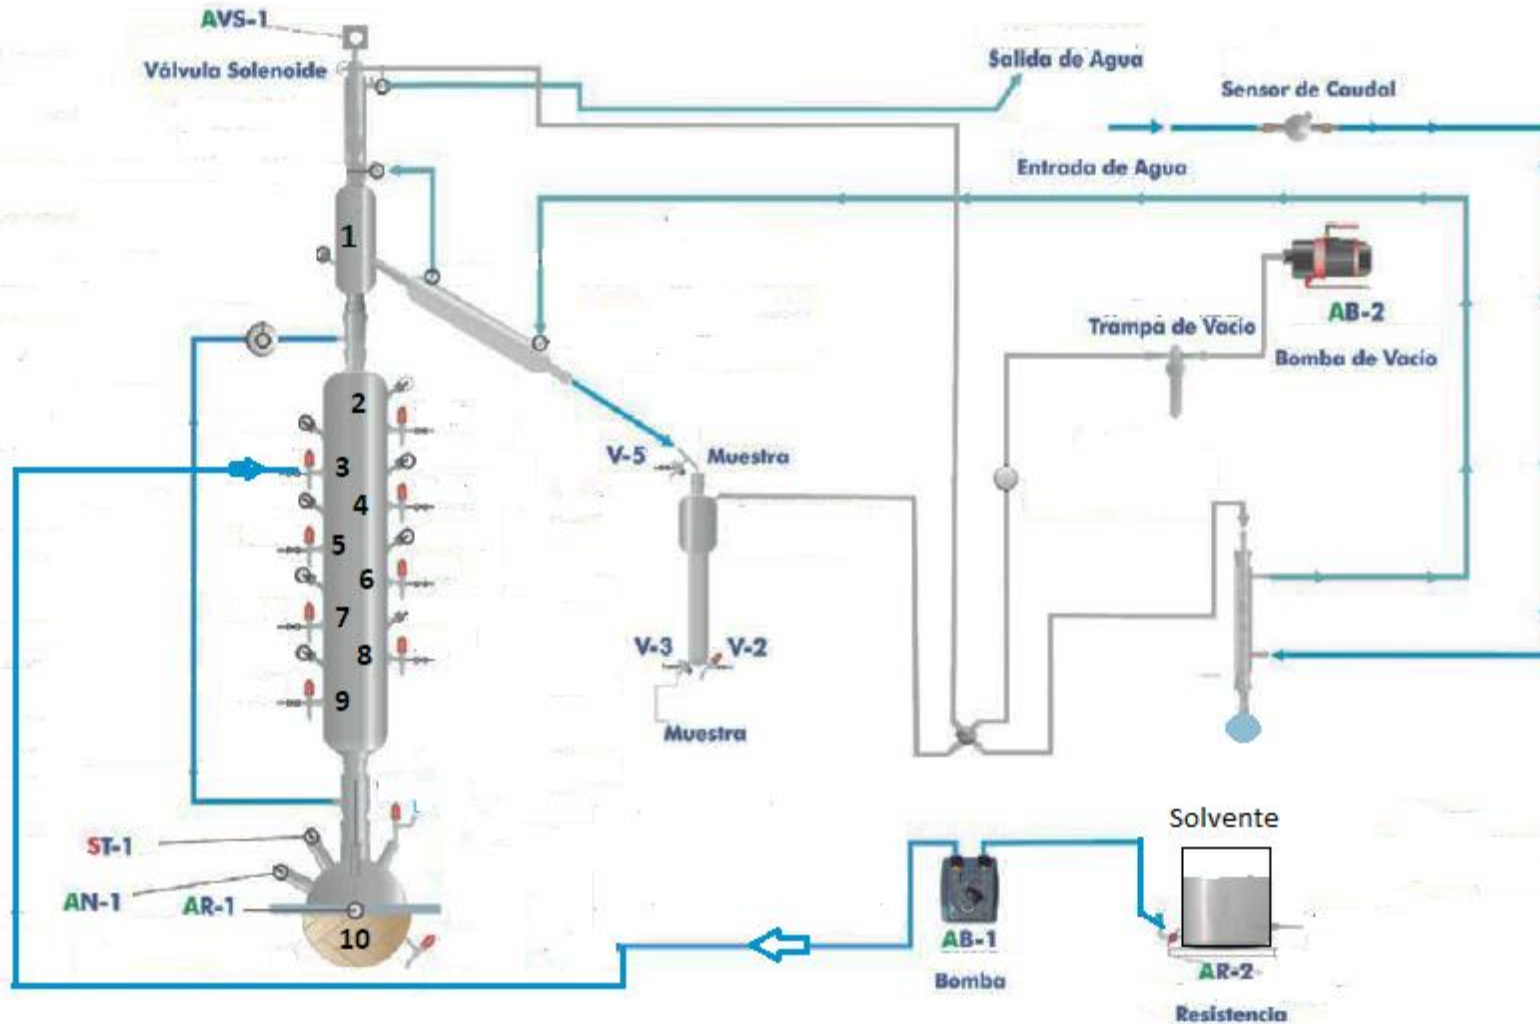 AVS-1
Válvula Solenoide
Salida de Agua
Sensor de Caudal
Entrada de Agua
1
AB-2
Trampa de Vacio
Bomba de Vacio
2
V-5
Muestra
3
4
5
6
7
V-3
V-2
8
9
Muestra
Solvente
ST-1
AN-1
AR-1
10
AB-1
Bomba
AR-2
Resistencia